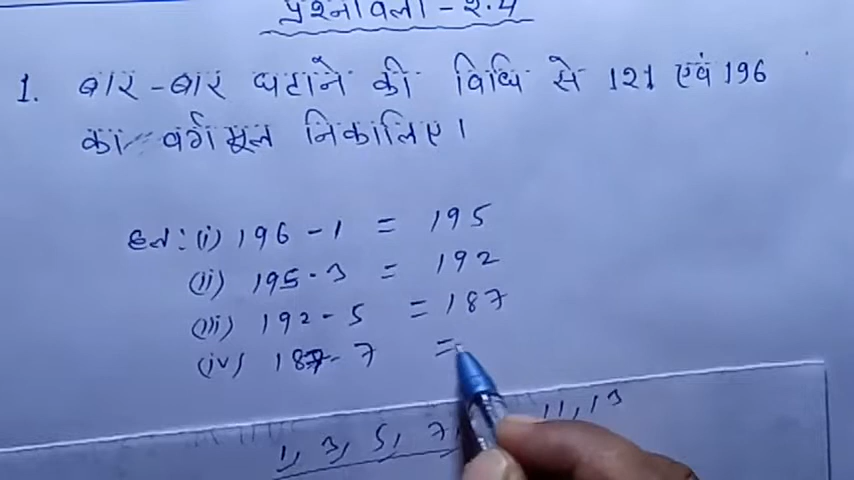 प्रश्नावली - २.4
1. बार-बार घटाने की विधि से 121 एवं 196
का वर्गमूल निकालिए।
हल: (i) 196 - 1 = 195
(ii) 195 - 3 = 192
(iii) 192 - 5 = 187
(iv) 187 - 7 =
1, 3, 5, 7, 11, 13